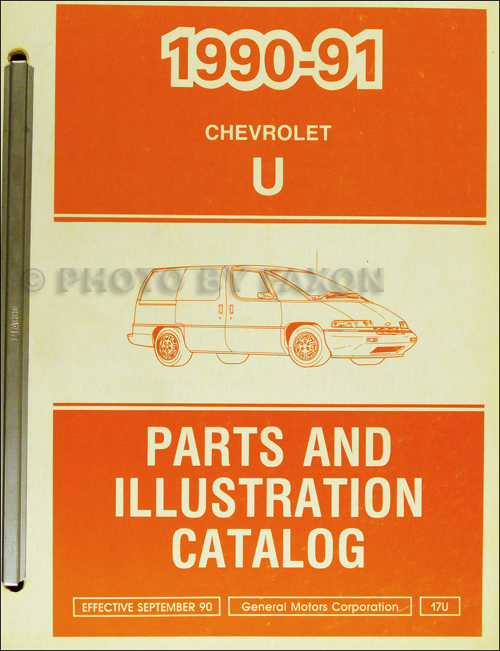 1990-91
CHEVROLET
U
© PHOTO BY FAXON
PARTS AND
ILLUSTRATION
CATALOG
EFFECTIVE SEPTEMBER 90
General Motors Corporation
17U